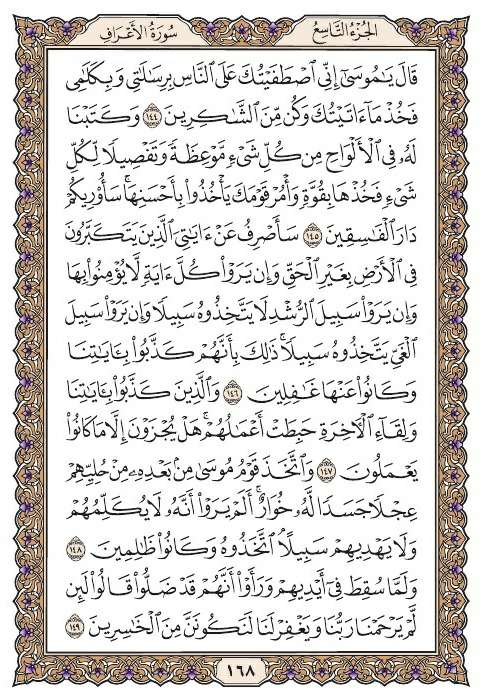 الجزء التاسع
سورة الأعراف
قَالَ يَـٰمُوسَىٰٓ إِنِّى ٱصْطَفَيْتُكَ عَلَى ٱلنَّاسِ بِرِسَـٰلَـٰتِى وَبِكَلَـٰمِى
فَخُذْ مَآ ءَاتَيْتُكَ وَكُن مِّنَ ٱلشَّـٰكِرِينَ ١٤٤ وَكَتَبْنَا
لَهُۥ فِى ٱلْأَلْوَاحِ مِن كُلِّ شَىْءٍ مَّوْعِظَةً وَتَفْصِيلًا لِّكُلِّ
شَىْءٍ فَخُذْهَا بِقُوَّةٍ وَأْمُرْ قَوْمَكَ يَأْخُذُوا۟ بِأَحْسَنِهَا ۚ سَأُو۟رِيكُمْ
دَارَ ٱلْفَـٰسِقِينَ ١٤٥ سَأَصْرِفُ عَنْ ءَايَـٰتِىَ ٱلَّذِينَ يَتَكَبَّرُونَ
فِى ٱلْأَرْضِ بِغَيْرِ ٱلْحَقِّ وَإِن يَرَوْا۟ كُلَّ ءَايَةٍ لَّا يُؤْمِنُوا۟ بِهَا
وَإِن يَرَوْا۟ سَبِيلَ ٱلرُّشْدِ لَا يَتَّخِذُوهُ سَبِيلًا وَإِن يَرَوْا۟ سَبِيلَ
ٱلْغَىِّ يَتَّخِذُوهُ سَبِيلًا ۚ ذَٰلِكَ بِأَنَّهُمْ كَذَّبُوا۟ بِـَٔايَـٰتِنَا
وَكَانُوا۟ عَنْهَا غَـٰفِلِينَ ١٤٦ وَٱلَّذِينَ كَذَّبُوا۟ بِـَٔايَـٰتِنَا
وَلِقَآءِ ٱلْـَٔاخِرَةِ حَبِطَتْ أَعْمَـٰلُهُمْ ۚ هَلْ يُجْزَوْنَ إِلَّا مَا كَانُوا۟
يَعْمَلُونَ ١٤٧ وَٱتَّخَذَ قَوْمُ مُوسَىٰ مِنۢ بَعْدِهِۦ مِنْ حُلِيِّهِمْ
عِجْلًا جَسَدًا لَّهُۥ خُوَارٌ ۚ أَلَمْ يَرَوْا۟ أَنَّهُۥ لَا يُكَلِّمُهُمْ
وَلَا يَهْدِيهِمْ سَبِيلًا ۘ ٱتَّخَذُوهُ وَكَانُوا۟ ظَـٰلِمِينَ ١٤٨
وَلَمَّا سُقِطَ فِىٓ أَيْدِيهِمْ وَرَأَوْا۟ أَنَّهُمْ قَدْ ضَلُّوا۟ قَالُوا۟ لَئِن
لَّمْ يَرْحَمْنَا رَبُّنَا وَيَغْفِرْ لَنَا لَنَكُونَنَّ مِنَ ٱلْخَـٰسِرِينَ ١٤٩
١٦٨